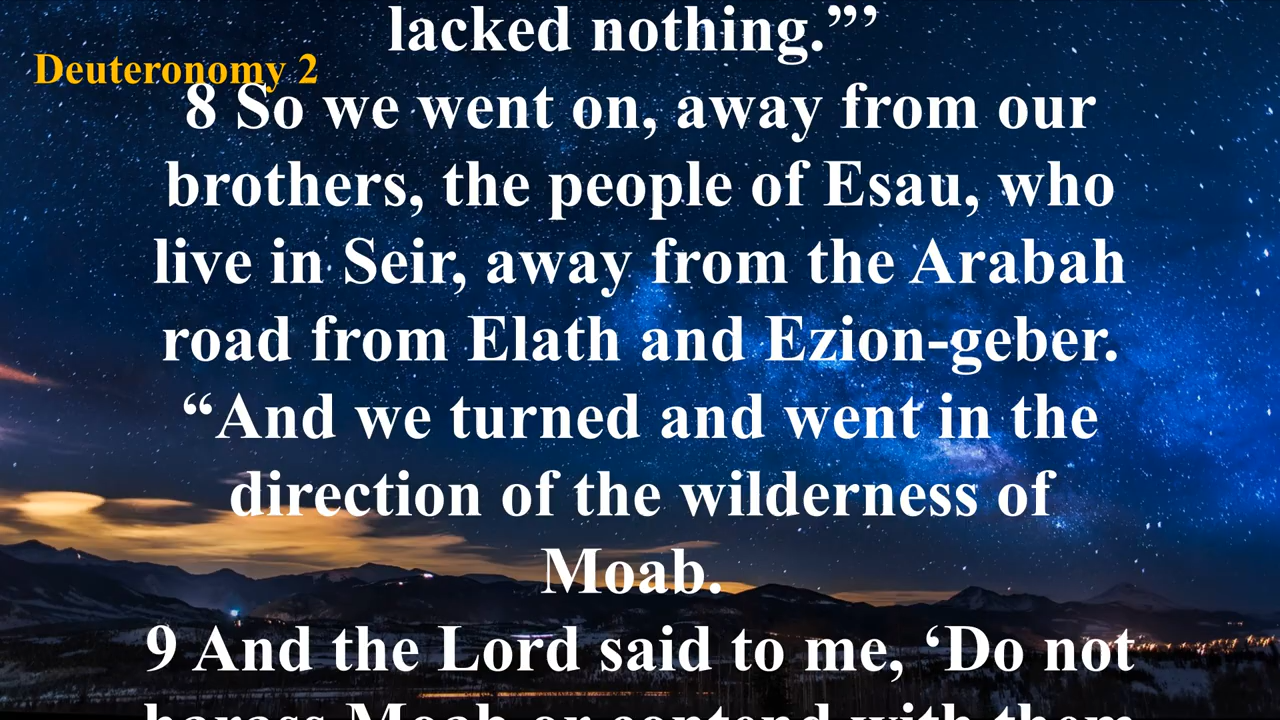 lacked nothing.”’
Deuteronomy 2
8 So we went on, away from our
brothers, the people of Esau, who
live in Seir, away from the Arabah
road from Elath and Ezion-geber.
“And we turned and went in the
direction of the wilderness of
Moab.
9 And the Lord said to me, ‘Do not
harass Moab or contend with them